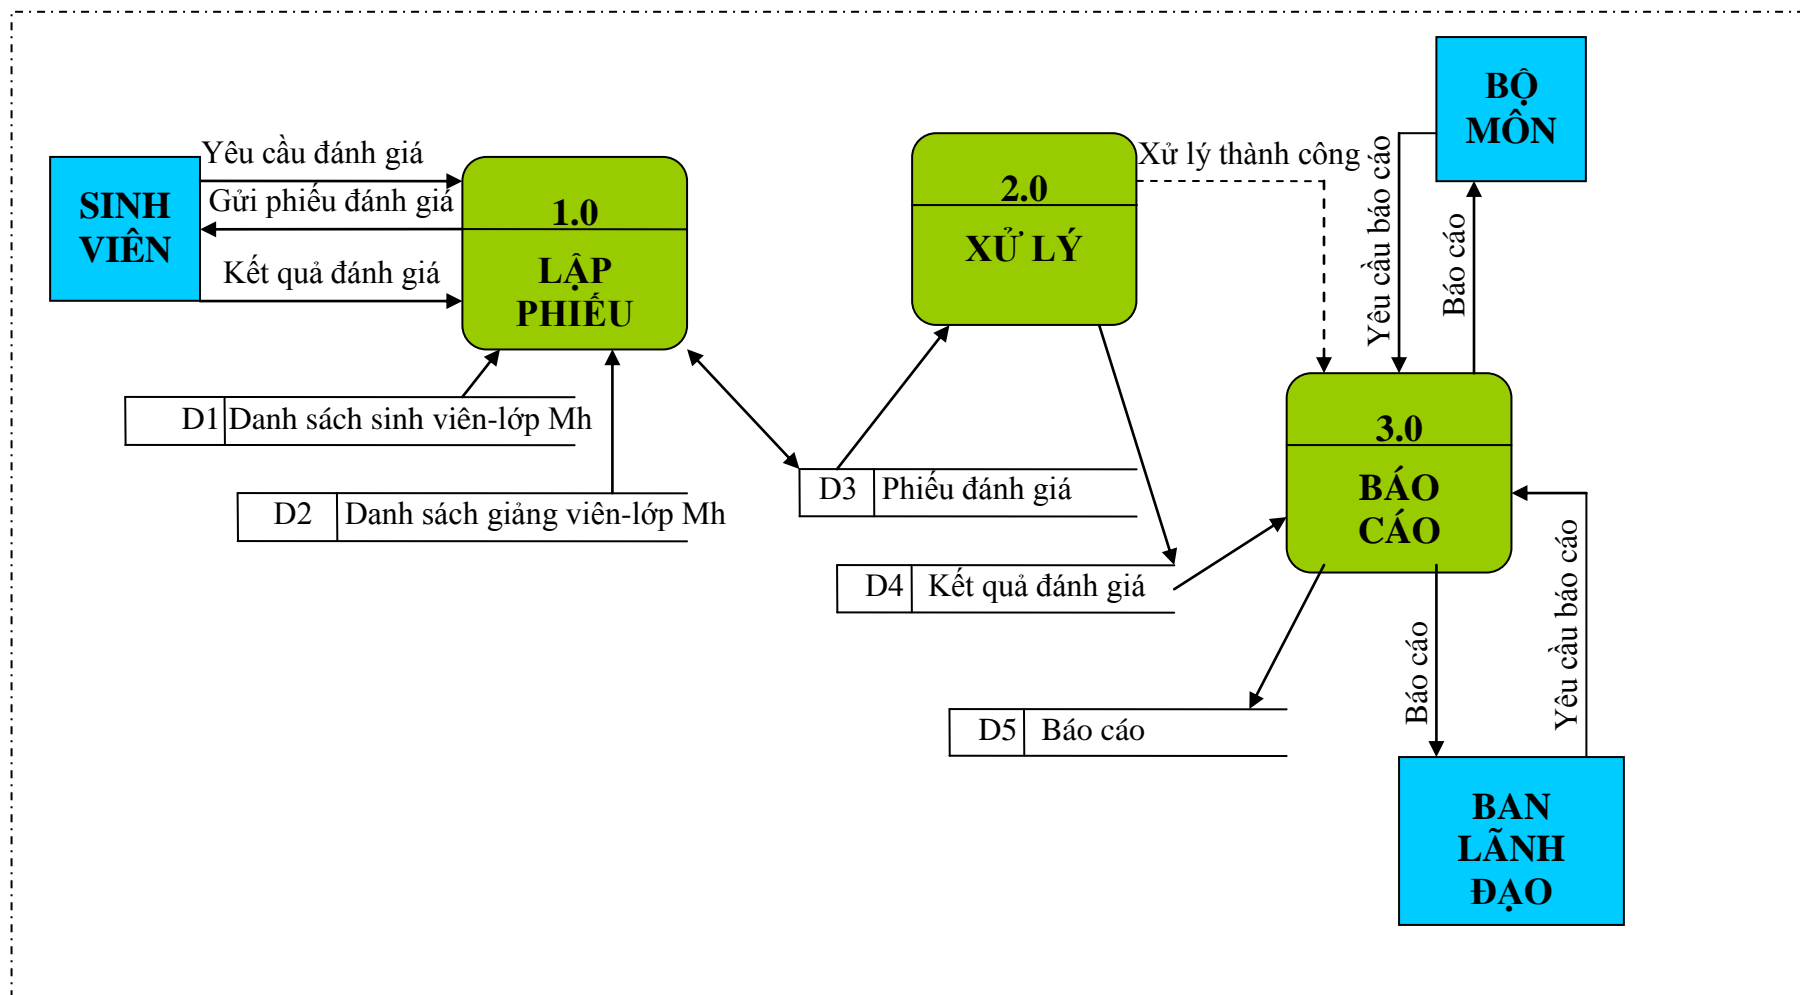 BỘ
MÔN
Yêu cầu đánh giá
Gửi phiếu đánh giá
Kết quả đánh giá
SINH
VIÊN
1.0
LẬP
PHIẾU
2.0
XỬ LÝ
Xử lý thành công
Yêu cầu báo cáo
Báo cáo
D1 Danh sách sinh viên-lớp Mh
D2 Danh sách giảng viên-lớp Mh
D3 Phiếu đánh giá
D4 Kết quả đánh giá
3.0
BÁO
CÁO
D5 Báo cáo
Báo cáo
Yêu cầu báo cáo
BAN
LÃNH
ĐẠO